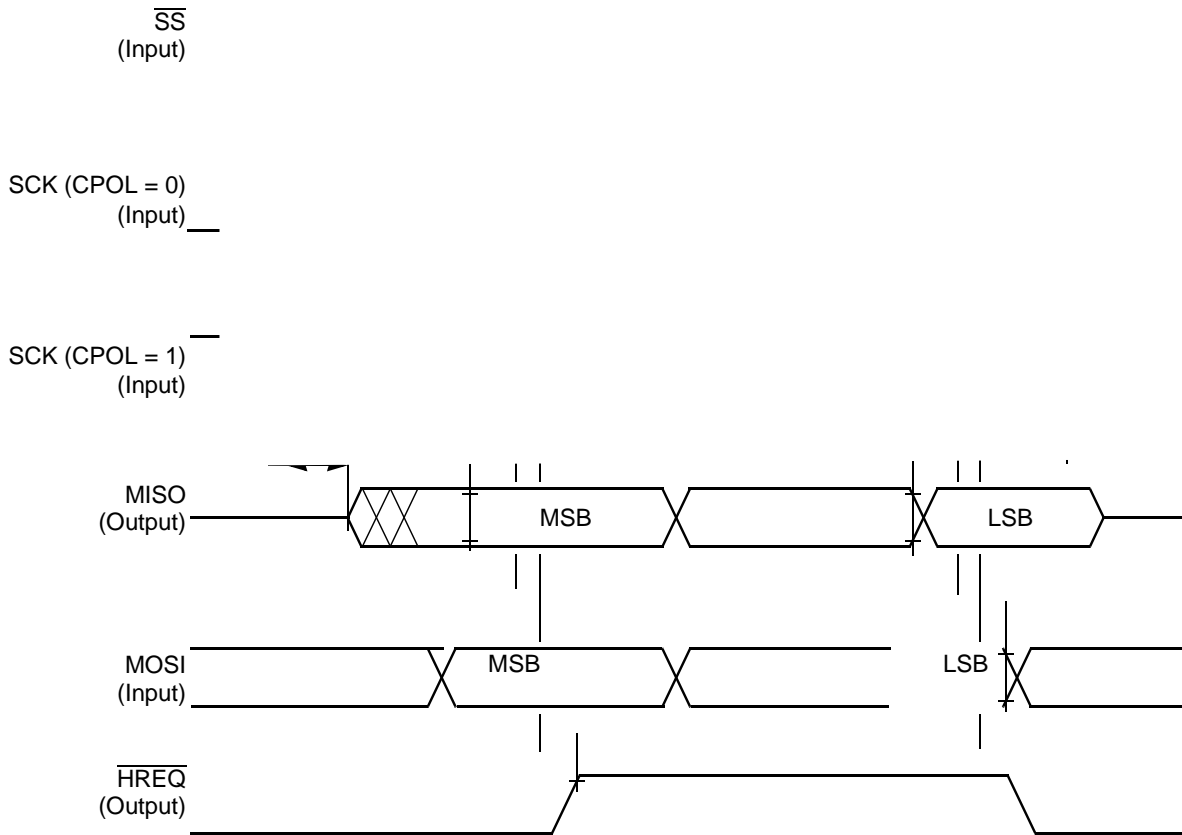 SS
(Input)
SCK (CPOL = 0)
(Input)
SCK (CPOL = 1)
(Input)
MISO
(Output)
MSB
LSB
MOSI
(Input)
MSB
LSB
HREQ
(Output)